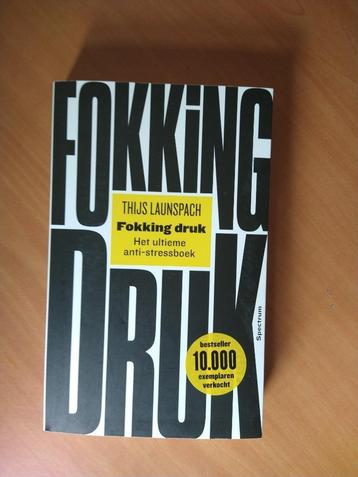 FOKKiNG
THIJS LAUNSPACH
Fokking druk
Het ultieme
anti-stressboek
DRUK
Spectrum
bestseller
10.000
exemplaren
verkocht